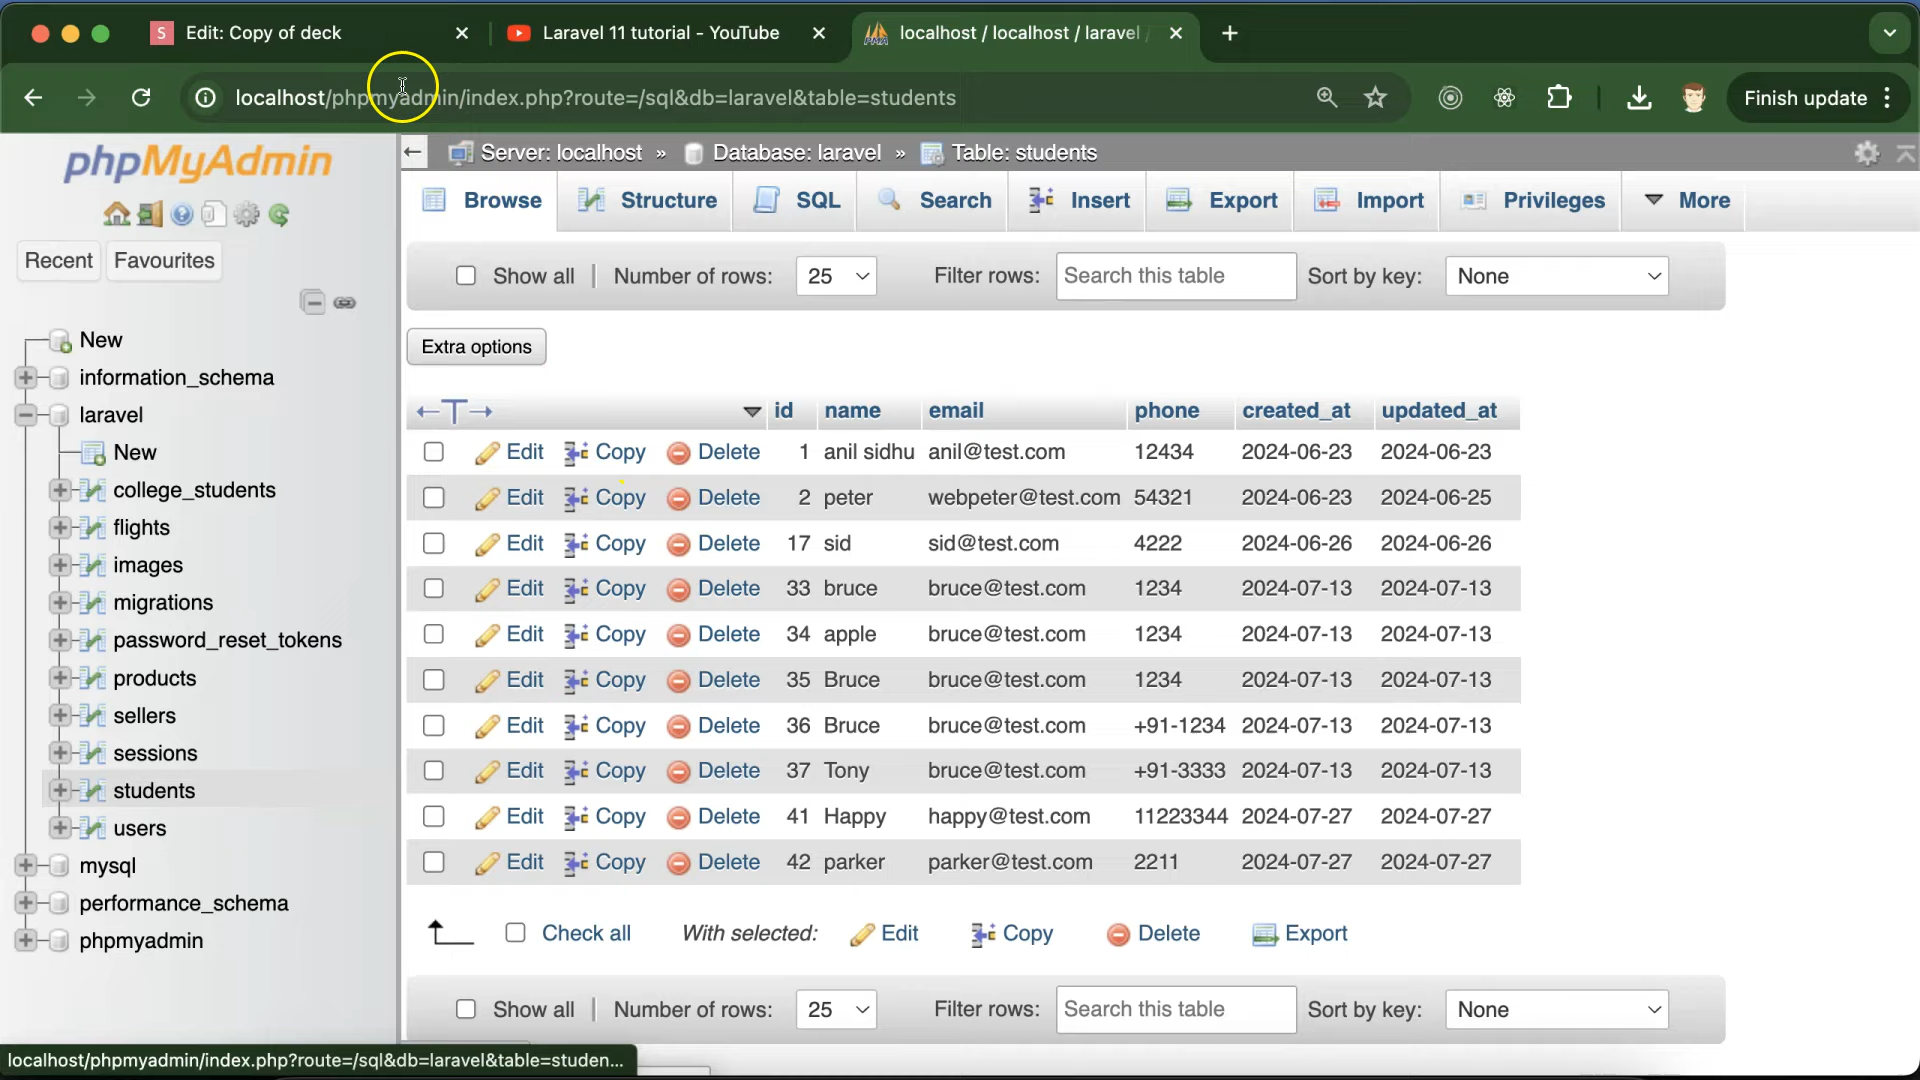 Edit: Copy of deck
Laravel 11 tutorial - YouTube
localhost / localhost / laravel /
localhost/phpmyadmin/index.php?route=/sql&db=laravel&table=students
Finish update
phpMyAdmin
Recent Favourites
New
information_schema
laravel
New
college_students
flights
images
migrations
password_reset_tokens
products
sellers
sessions
students
users
mysql
performance_schema
phpmyadmin
Server: localhost » Database: laravel » Table: students
Browse Structure SQL Search Insert Export Import Privileges More
Show all | Number of rows: 25 Filter rows: Search this table Sort by key: None
Extra options
id name email phone created_at updated_at
Edit Copy Delete 1 anil sidhu anil@test.com 12434 2024-06-23 2024-06-23
Edit Copy Delete 2 peter webpeter@test.com 54321 2024-06-23 2024-06-25
Edit Copy Delete 17 sid sid@test.com 4222 2024-06-26 2024-06-26
Edit Copy Delete 33 bruce bruce@test.com 1234 2024-07-13 2024-07-13
Edit Copy Delete 34 apple bruce@test.com 1234 2024-07-13 2024-07-13
Edit Copy Delete 35 Bruce bruce@test.com 1234 2024-07-13 2024-07-13
Edit Copy Delete 36 Bruce bruce@test.com +91-1234 2024-07-13 2024-07-13
Edit Copy Delete 37 Tony bruce@test.com +91-3333 2024-07-13 2024-07-13
Edit Copy Delete 41 Happy happy@test.com 11223344 2024-07-27 2024-07-27
Edit Copy Delete 42 parker parker@test.com 2211 2024-07-27 2024-07-27
Check all With selected: Edit Copy Delete Export
Show all | Number of rows: 25 Filter rows: Search this table Sort by key: None
localhost/phpmyadmin/index.php?route=/sql&db=laravel&table=studen...